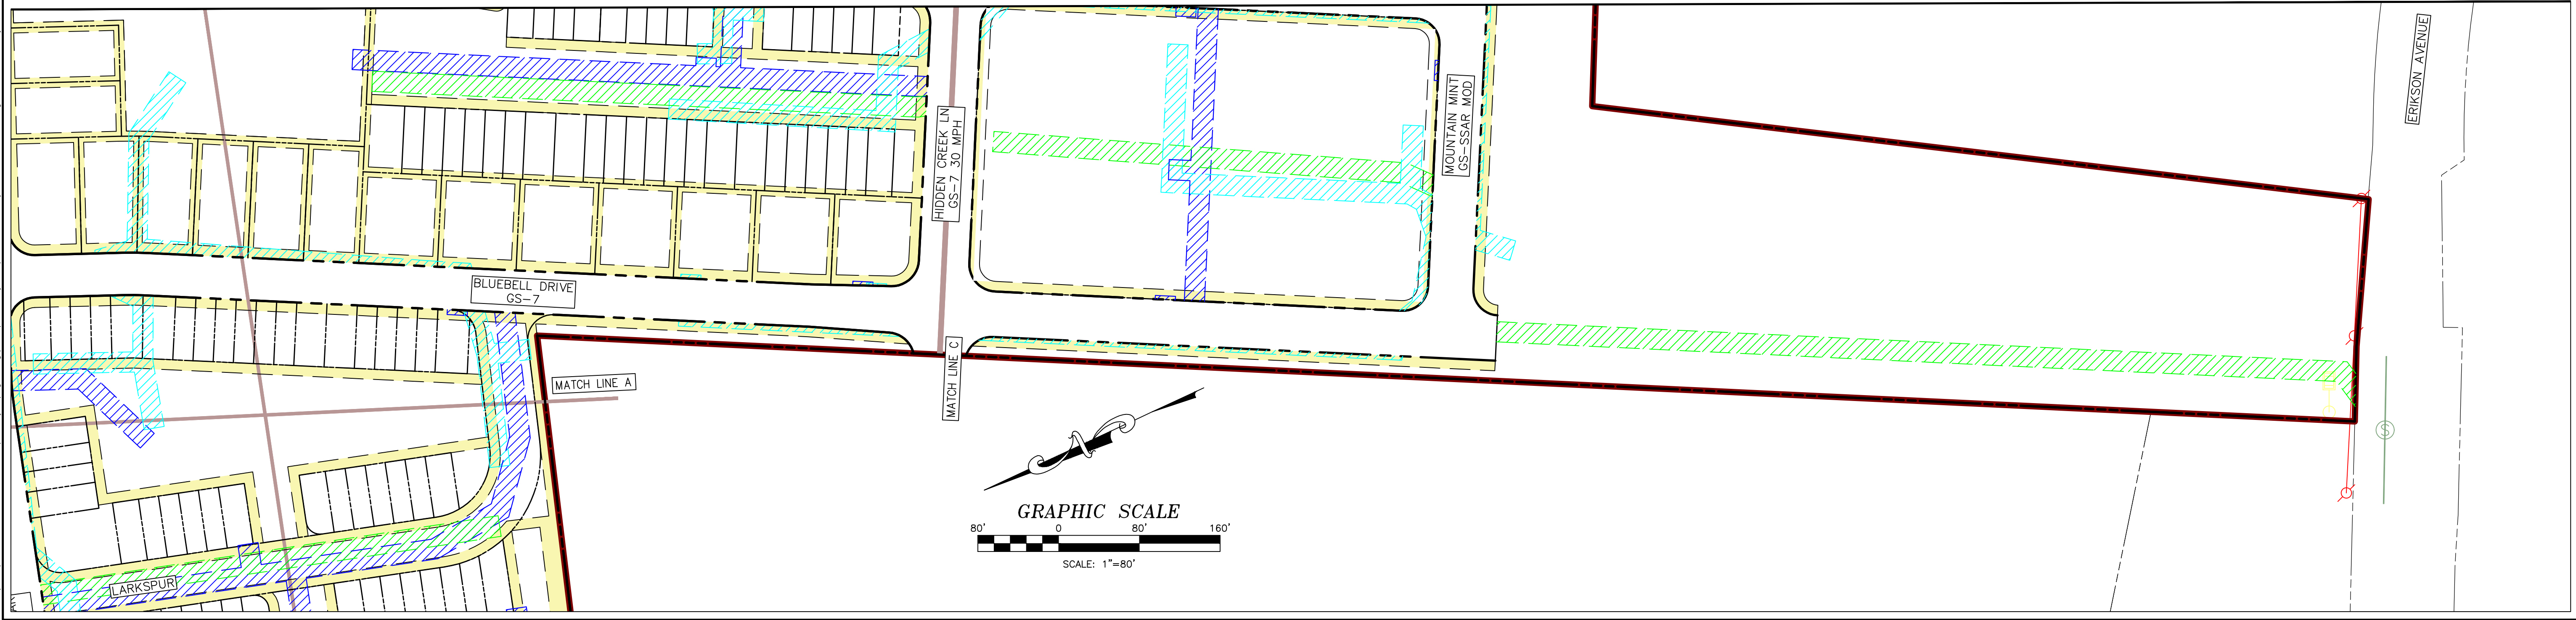 ERIKSON AVENUE
HIDDEN CREEK LN
GS-7 30 MPH
MOUNTAIN MINT
GS-SSAR MOD
BLUEBELL DRIVE
GS-7
MATCH LINE C
MATCH LINE A
N
S
GRAPHIC SCALE
80' 0 80' 160'
SCALE: 1"=80'
LARKSPUR